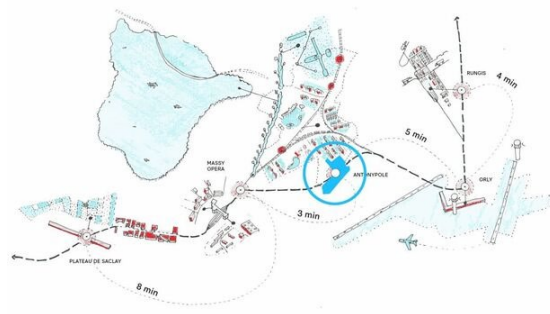 RUNGIS
4 min
5 min
MASSY
OPERA
ANTONYPOLE
ORLY
3 min
PLATEAU DE SACLAY
8 min